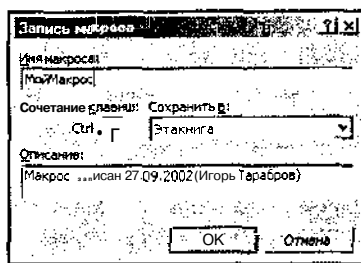 Запись макроса
Имя макроса:
МойМакрос
Сочетание клавиш: Сохранить в:
Ctrl+ Эта книга
Описание:
Макрос ...исан 27.09.2002 (Игорь Тарабров)
OK Отмена